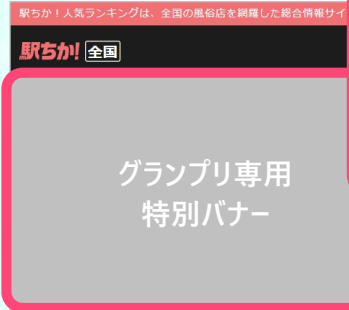 駅ちか！人気ランキングは、全国の風俗店を網羅した総合情報サイ
駅ちか! 全国
グランプリ専用
特別バナー